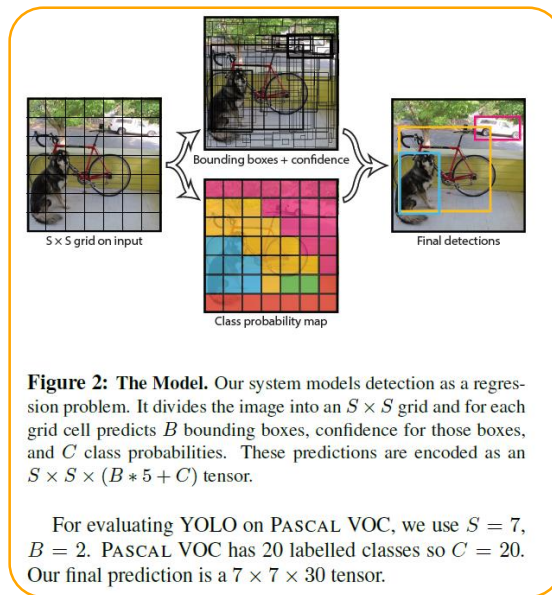 Bounding boxes + confidence
S × S grid on input
Final detections
Class probability map
Figure 2: The Model. Our system models detection as a regres-
sion problem. It divides the image into an S × S grid and for each
grid cell predicts B bounding boxes, confidence for those boxes,
and C class probabilities. These predictions are encoded as an
S × S × (B ∗ 5 + C) tensor.
For evaluating YOLO on PASCAL VOC, we use S = 7,
B = 2. PASCAL VOC has 20 labelled classes so C = 20.
Our final prediction is a 7 × 7 × 30 tensor.